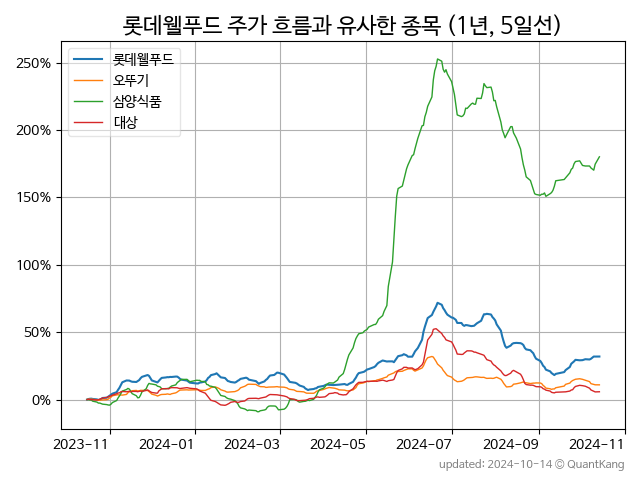 롯데웰푸드 주가 흐름과 유사한 종목 (1년, 5일선)
롯데웰푸드
오뚜기
삼양식품
대상
250%
200%
150%
100%
50%
0%
2023-11 2024-01 2024-03 2024-05 2024-07 2024-09 2024-11
updated: 2024-10-14 © QuantKang